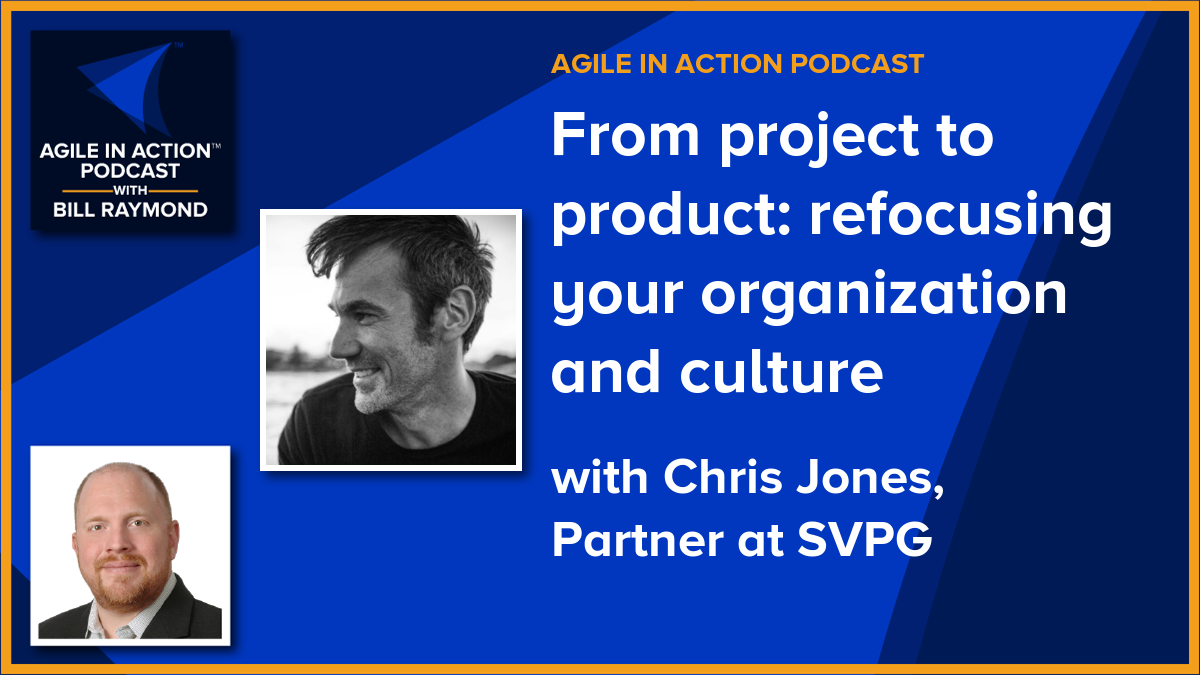 AGILE IN ACTION™
PODCAST
WITH
BILL RAYMOND
AGILE IN ACTION PODCAST
From project to
product: refocusing
your organization
and culture
with Chris Jones,
Partner at SVPG